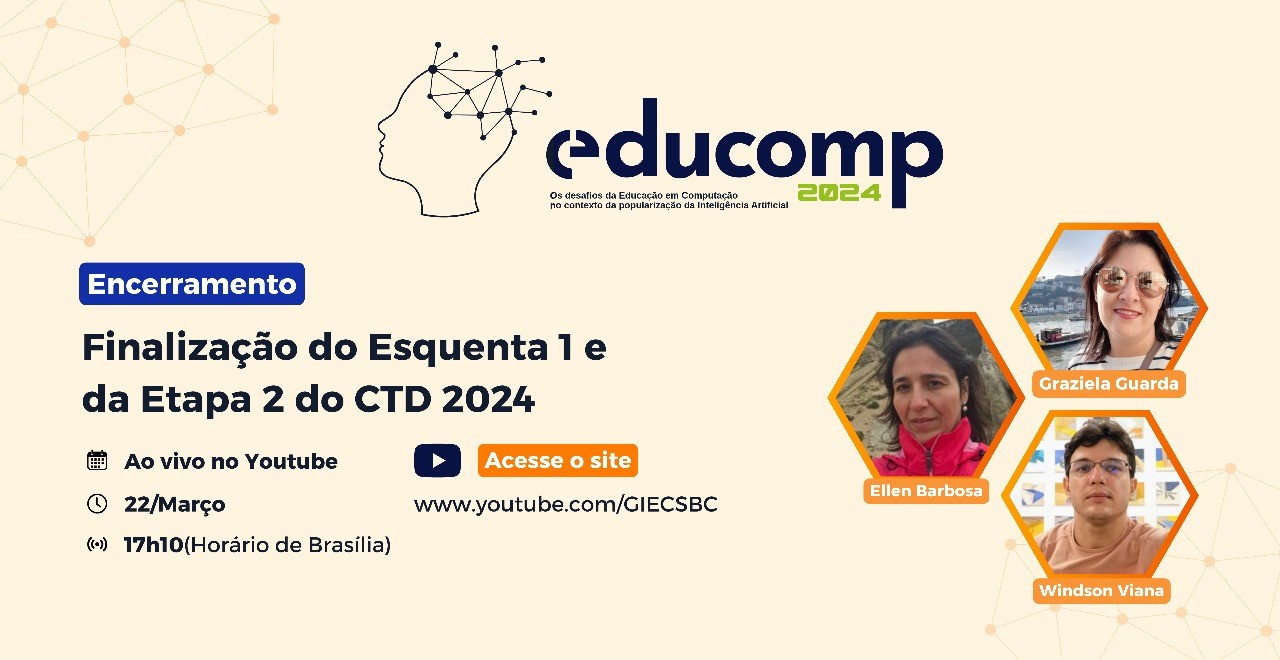 educomp
2024
Os desafios da Educação em Computação
no contexto da popularização da Inteligência Artificial
Encerramento
Finalização do Esquenta 1 e
da Etapa 2 do CTD 2024
Ao vivo no Youtube
Acesse o site
22/Março
www.youtube.com/GIECSBC
17h10(Horário de Brasília)
Graziela Guarda
Ellen Barbosa
Windson Viana